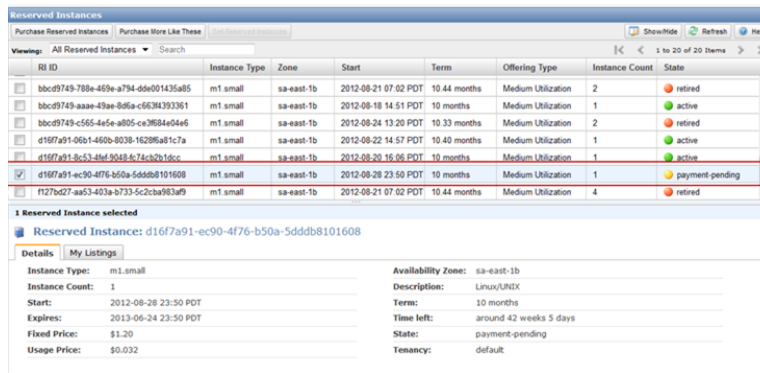 Reserved Instances
Purchase Reserved Instances Purchase More Like These Sell Reserved Instances Show/Hide Refresh He
Viewing: All Reserved Instances Search 1 to 20 of 20 Items
RI ID Instance Type Zone Start Term Offering Type Instance Count State
bbcd9749-788e-469e-a794-dde001435a85 m1.small sa-east-1b 2012-08-21 07:02 PDT 10.44 months Medium Utilization 2 retired
bbcd9749-aaae-49ae-8d6a-c663f4393361 m1.small sa-east-1b 2012-08-18 14:51 PDT 10 months Medium Utilization 1 active
bbcd9749-c565-4e5e-a805-ce3f684e04e6 m1.small sa-east-1b 2012-08-24 13:20 PDT 10.33 months Medium Utilization 2 retired
d16f7a91-06b1-460b-8038-1628f6a81c7a m1.small sa-east-1b 2012-08-22 14:57 PDT 10.40 months Medium Utilization 1 active
d16f7a91-8c53-4fef-9048-fc74cb2b1dcc m1.small sa-east-1b 2012-08-20 16:06 PDT 10 months Medium Utilization 1 active
d16f7a91-ec90-4f76-b50a-5dddb8101608 m1.small sa-east-1b 2012-08-28 23:50 PDT 10 months Medium Utilization 1 payment-pending
f127bd27-aa53-403a-b733-5c2cba983af9 m1.small sa-east-1b 2012-08-21 07:02 PDT 10.44 months Medium Utilization 4 retired
1 Reserved Instance selected
Reserved Instance: d16f7a91-ec90-4f76-b50a-5dddb8101608
Details My Listings
Instance Type: m1.small Availability Zone: sa-east-1b
Instance Count: 1 Description: Linux/UNIX
Start: 2012-08-28 23:50 PDT Term: 10 months
Expires: 2013-06-24 23:50 PDT Time left: around 42 weeks 5 days
Fixed Price: $1.20 State: payment-pending
Usage Price: $0.032 Tenancy: default